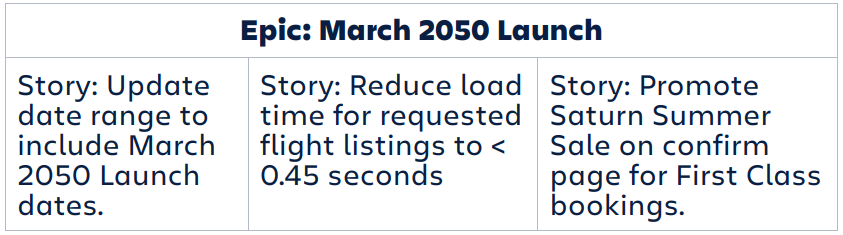 Epic: March 2050 Launch
Story: Update
date range to
include March
2050 Launch
dates.
Story: Reduce load
time for requested
flight listings to <
0.45 seconds
Story: Promote
Saturn Summer
Sale on confirm
page for First Class
bookings.